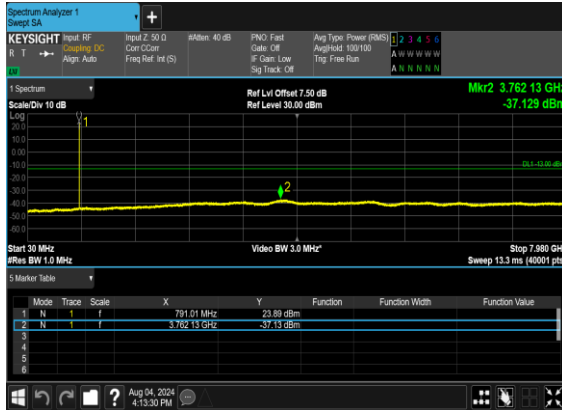 Spectrum Analyzer 1
Swept SA
+
KEYSIGHT Input: RF Input Z: 50 Ω #Atten: 40 dB PNO: Fast Avg Type: Power (RMS) 1 2 3 4 5 6
R T Coupling: DC Corr CCorr Gate: Off Avg|Hold: 100/100 A W W W W W
Align: Auto Freq Ref: Int (S) IF Gain: Low Trig: Free Run
Sig Track: Off A N N N N N
1 Spectrum Ref Lvl Offset 7.50 dB Mkr2 3.762 13 GHz
Scale/Div 10 dB Ref Level 30.00 dBm -37.129 dBm
Log
20.0
10.0
0.00
-10.0
-20.0
-30.0
-40.0
-50.0
-60.0
1
2
DL1 -13.00 dBm
Start 30 MHz Video BW 3.0 MHz* Stop 7.980 GHz
#Res BW 1.0 MHz Sweep 13.3 ms (40001 pts)
5 Marker Table
Mode Trace Scale X Y Function Function Width Function Value
1 N 1 f 791.01 MHz 23.89 dBm
2 N 1 f 3.762 13 GHz -37.13 dBm
3
4
5
6
? Aug 04, 2024
4:13:30 PM